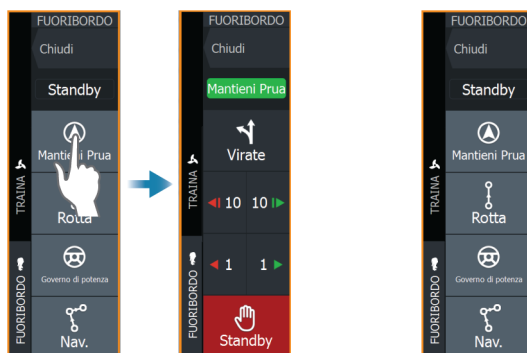 FUORIBORDO
Chiudi
Standby
Mantieni Prua
Rotta
Governo di potenza
Nav.
TRAINA
FUORIBORDO
FUORIBORDO
Chiudi
Mantieni Prua
Virate
10 10
1 1
Standby
TRAINA
FUORIBORDO
FUORIBORDO
Chiudi
Standby
Mantieni Prua
Rotta
Governo di potenza
Nav.
TRAINA
FUORIBORDO